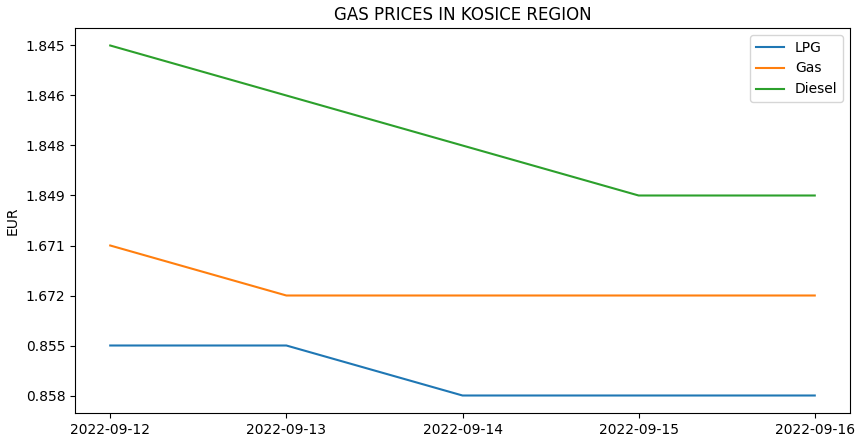 GAS PRICES IN KOSICE REGION
LPG
Gas
Diesel
EUR
1.845
1.846
1.848
1.849
1.671
1.672
0.855
0.858
2022-09-12
2022-09-13
2022-09-14
2022-09-15
2022-09-16